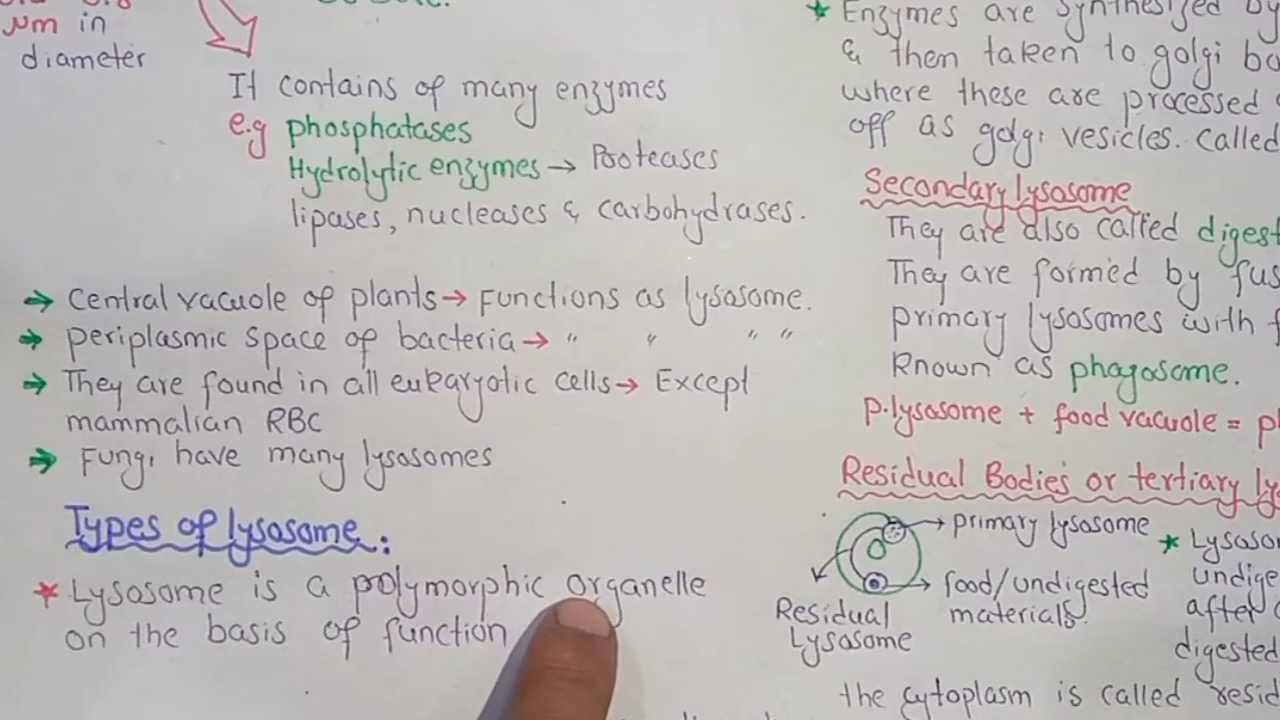 μm in
diameter
It contains of many enzymes
e.g phosphatases
Hydrolytic enzymes → Proteases
lipases, nucleases & carbohydrases.
→ Central vacuole of plants → Functions as lysosome.
→ periplasmic space of bacteria → " " " "
→ They are found in all eukaryotic cells → Except
mammalian RBC
→ Fungi have many lysosomes
Types of lysosome:
* Lysosome is a polymorphic organelle
on the basis of function
* Enzymes are synthesized by
& then taken to golgi bo
where these are processed
off as golgi vesicles. Called
Secondary lysosome
They are also called digest
They are formed by fus
primary lysosomes with f
Known as phagosome.
P.lysosome + food vacuole = p
Residual Bodies or tertiary ly
→ primary lysosome
→ food/undigested
materials.
Residual
Lysosome
* Lysoso
undige
after
digested
the cytoplasm is called resid